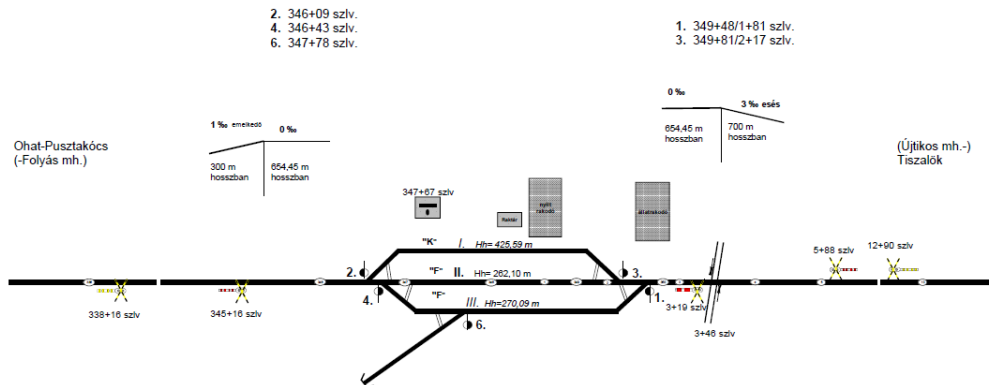 2. 346+09 szlv.
4. 346+43 szlv.
6. 347+78 szlv.
1. 349+48/1+81 szlv.
3. 349+81/2+17 szlv.
0 ‰
3 ‰ esés
654,45 m
hosszban
700 m
hosszban
1 ‰ emelkedő
0 ‰
300 m
hosszban
654,45 m
hosszban
Ohat-Pusztakócs
(-Folyás mh.)
(Újtikos mh.-)
Tiszalök
347+67 szlv
nyílt
rakodó
Raktár
állatrakodó
"K"
I.
Hh= 425,59 m
5+88 szlv
12+90 szlv
2.
"F"
II.
Hh= 262,10 m
3.
4.
"F"
III.
Hh=270,09 m
1.
338+16 szlv
345+16 szlv
3+19 szlv
6.
3+46 szlv